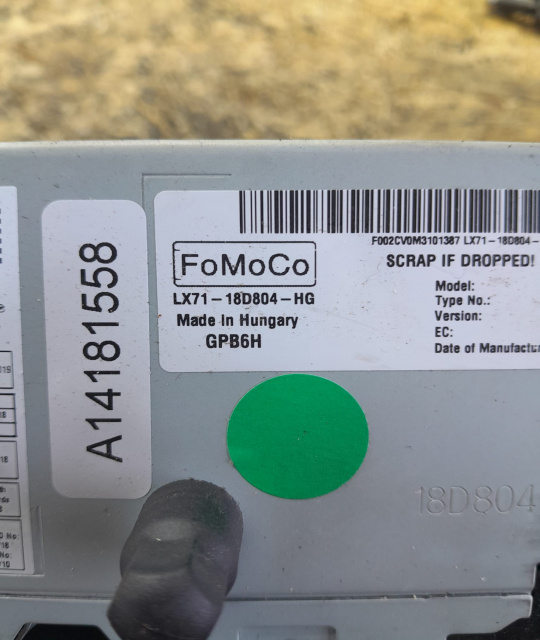 A14181558
F002CV0M3101387 LX71-18D804-
FoMoCo
SCRAP IF DROPPED!
LX71-18D804-HG
Made In Hungary
GPB6H
Model:
Type No.:
Version:
EC:
Date of Manufactu
18D804